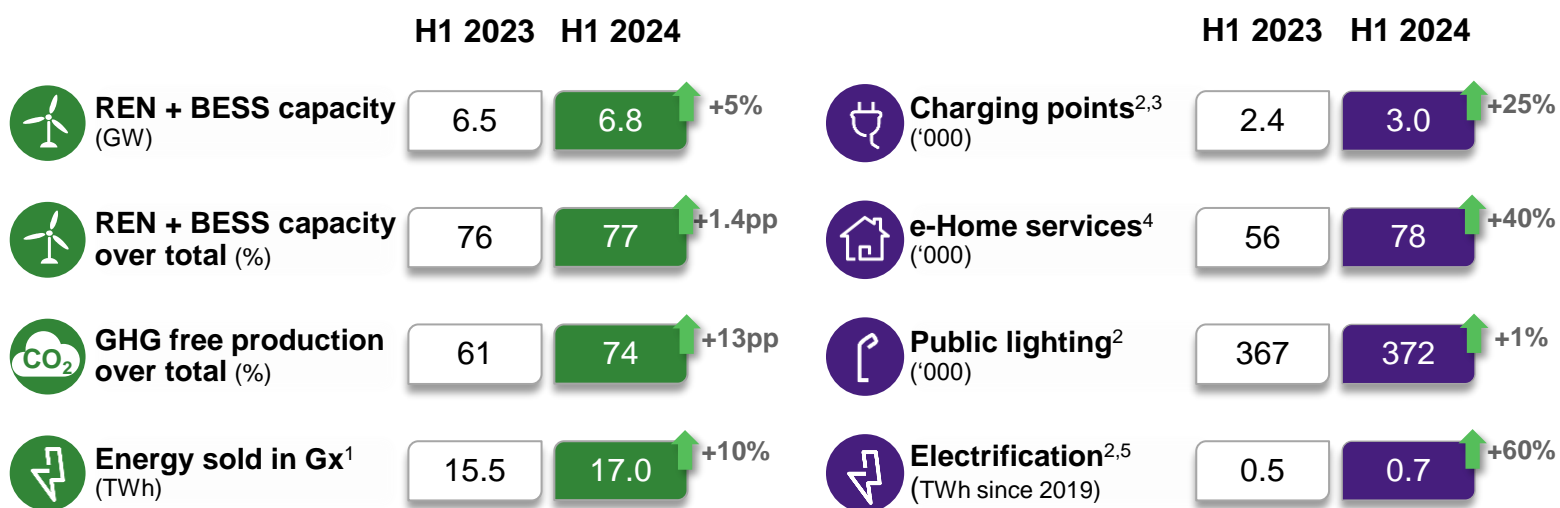 H1 2023 H1 2024
REN + BESS capacity
(GW)
6.5 6.8 +5%
REN + BESS capacity
over total (%)
76 77 +1.4pp
CO2
GHG free production
over total (%)
61 74 +13pp
Energy sold in Gx1
(TWh)
15.5 17.0 +10%
H1 2023 H1 2024
Charging points2,3
(‘000)
2.4 3.0 +25%
e-Home services4
(‘000)
56 78 +40%
Public lighting2
(‘000)
367 372 +1%
Electrification2,5
(TWh since 2019)
0.5 0.7 +60%